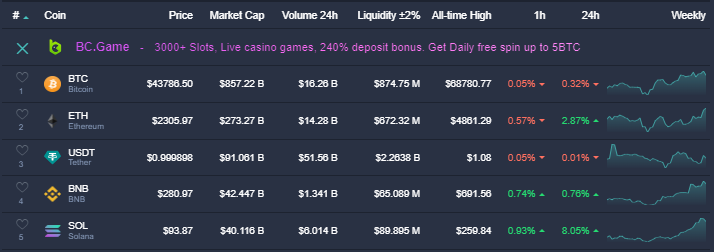 # Coin Price Market Cap Volume 24h Liquidity ±2% All-time High 1h 24h Weekly
BC.Game - 3000+ Slots, Live casino games, 240% deposit bonus. Get Daily free spin up to 5BTC
1 BTC Bitcoin $43786.50 $857.22 B $16.26 B $874.75 M $68780.77 0.05% 0.32%
2 ETH Ethereum $2305.97 $273.27 B $14.28 B $672.32 M $4861.29 0.57% 2.87%
3 USDT Tether $0.999898 $91.061 B $51.56 B $2.2638 B $1.08 0.05% 0.01%
4 BNB BNB $280.97 $42.447 B $1.341 B $65.089 M $691.56 0.74% 0.76%
5 SOL Solana $93.87 $40.116 B $6.014 B $89.895 M $259.84 0.93% 8.05%